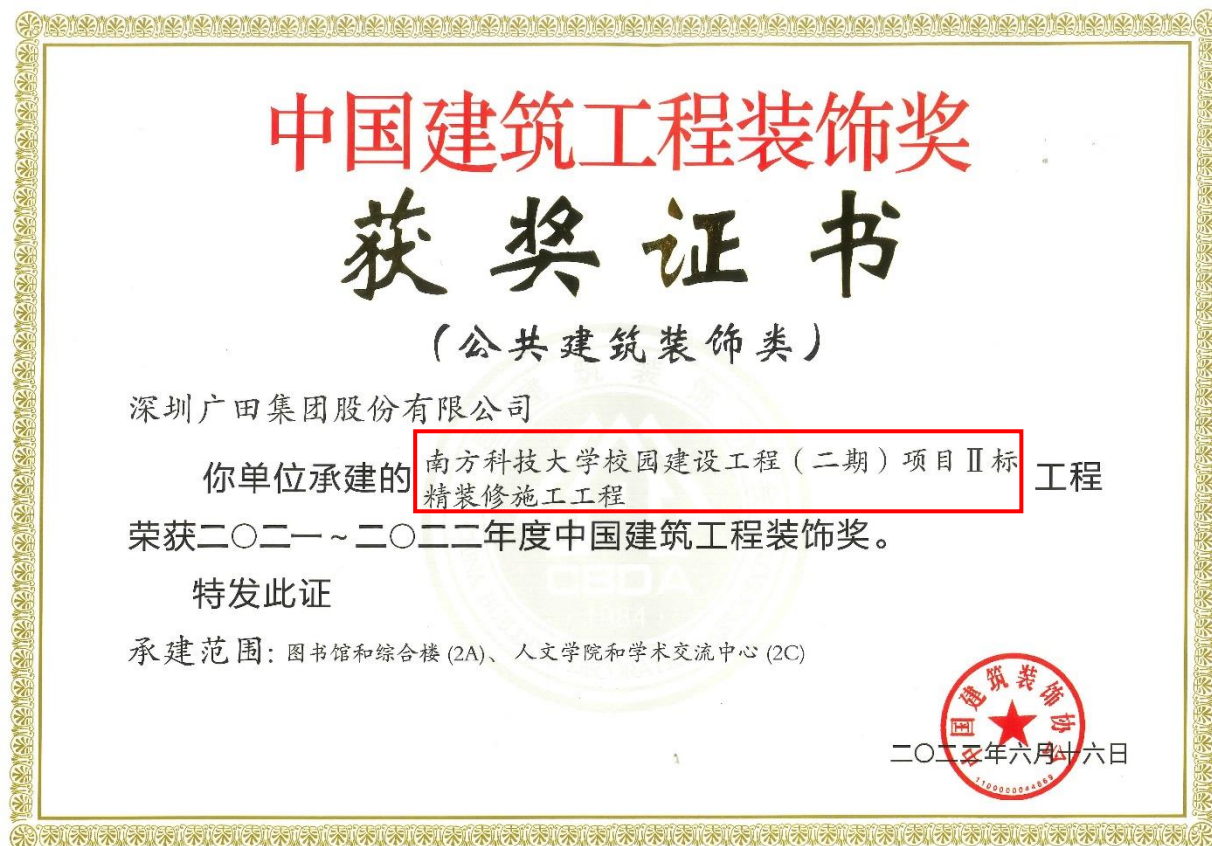 中国建筑工程装饰奖
获奖证书
(公共建筑装饰类)
深圳广田集团股份有限公司
你单位承建的 南方科技大学校园建设工程(二期)项目Ⅱ标
精装修施工工程 工程
荣获二〇二一~二〇二二年度中国建筑工程装饰奖。
特发此证
承建范围: 图书馆和综合楼 (2A)、人文学院和学术交流中心 (2C)
中国建筑装饰协会
二〇二三年六月十六日
CBDA